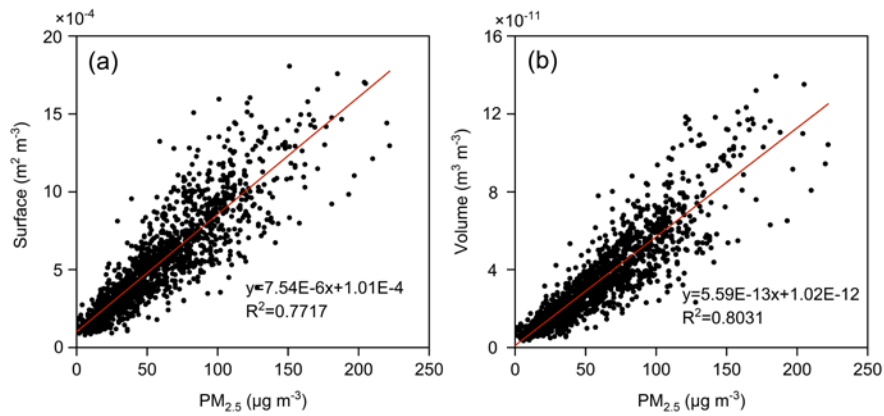 ×10⁻⁴
20
15
10
5
0
Surface (m² m⁻³)
(a)
y=7.54E-6x+1.01E-4
R²=0.7717
0 50 100 150 200 250
PM₂.₅ (μg m⁻³)
×10⁻¹¹
16
12
8
4
0
Volume (m³ m⁻³)
(b)
y=5.59E-13x+1.02E-12
R²=0.8031
0 50 100 150 200 250
PM₂.₅ (μg m⁻³)